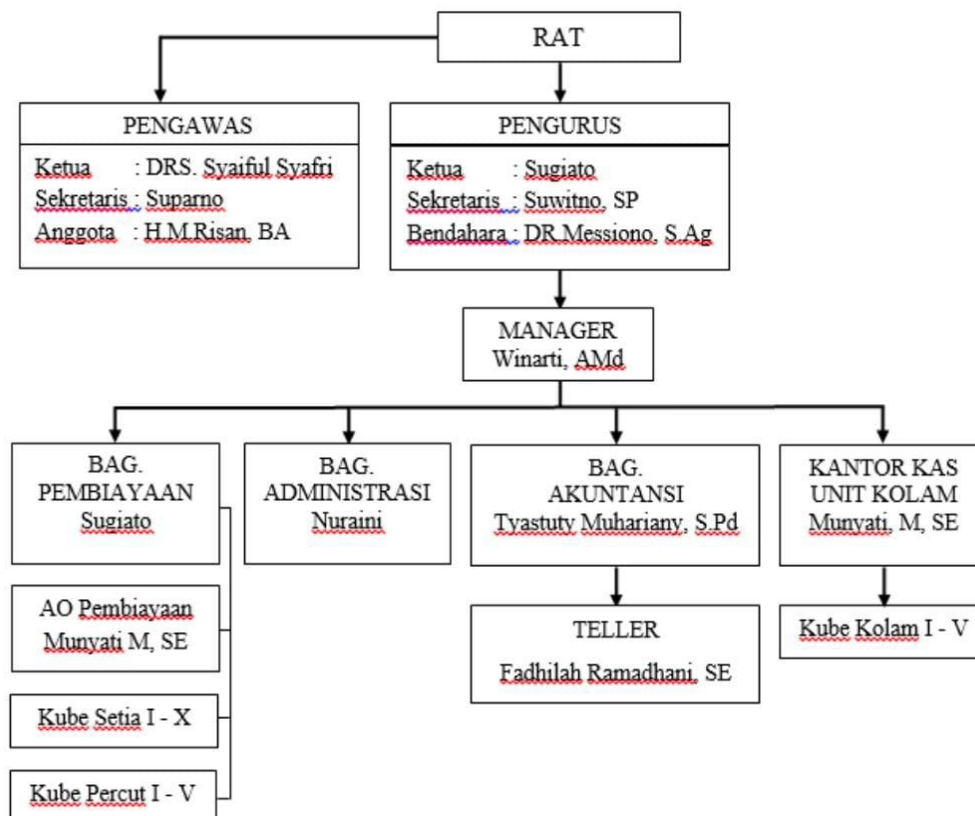 RAT
PENGAWAS
Ketua : DRS. Syaiful Syafri
Sekretaris : Suparno
Anggota : H.M.Risan, BA
PENGURUS
Ketua : Sugiato
Sekretaris : Suwitno, SP
Bendahara : DR.Messiono, S.Ag
MANAGER
Winarti, AMd
BAG.
PEMBIAYAAN
Sugiato
BAG.
ADMINISTRASI
Nuraini
BAG.
AKUNTANSI
Tyastuty Muhariany, S.Pd
KANTOR KAS
UNIT KOLAM
Munyati, M, SE
AO Pembiayaan
Munyati M, SE
Kube Setia I - X
Kube Percut I - V
TELLER
Fadhilah Ramadhani, SE
Kube Kolam I - V